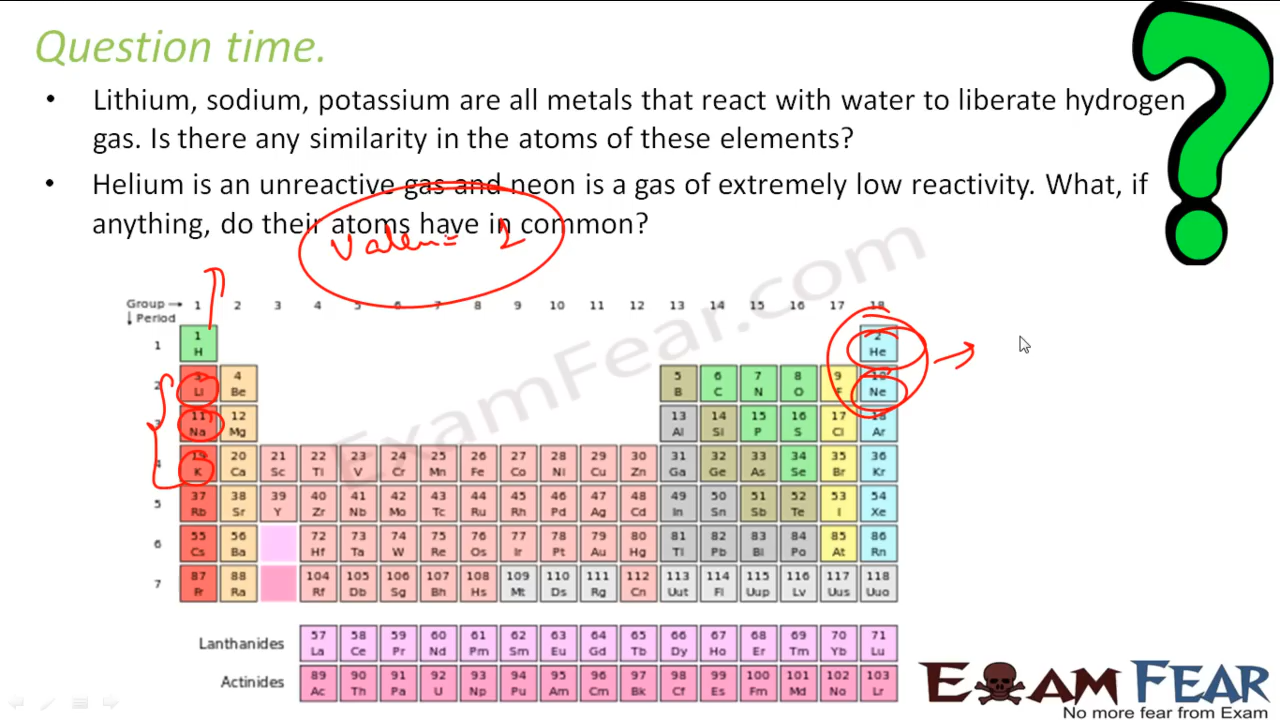 Question time.
• Lithium, sodium, potassium are all metals that react with water to liberate hydrogen
gas. Is there any similarity in the atoms of these elements?
• Helium is an unreactive gas and neon is a gas of extremely low reactivity. What, if
anything, do their atoms have in common?
Group → 1 2 3 4 5 6 7 8 9 10 11 12 13 14 15 16 17 18
↓ Period
1 1 2
H He
2 3 4 5 6 7 8 9 10
Li Be B C N O F Ne
3 11 12 13 14 15 16 17 18
Na Mg Al Si P S Cl Ar
4 19 20 21 22 23 24 25 26 27 28 29 30 31 32 33 34 35 36
K Ca Sc Ti V Cr Mn Fe Co Ni Cu Zn Ga Ge As Se Br Kr
5 37 38 39 40 41 42 43 44 45 46 47 48 49 50 51 52 53 54
Rb Sr Y Zr Nb Mo Tc Ru Rh Pd Ag Cd In Sn Sb Te I Xe
6 55 56 72 73 74 75 76 77 78 79 80 81 82 83 84 85 86
Cs Ba Hf Ta W Re Os Ir Pt Au Hg Tl Pb Bi Po At Rn
7 87 88 104 105 106 107 108 109 110 111 112 113 114 115 116 117 118
Fr Ra Rf Db Sg Bh Hs Mt Ds Rg Cn Uut Fl Uup Lv Uus Uuo
Lanthanides 57 58 59 60 61 62 63 64 65 66 67 68 69 70 71
La Ce Pr Nd Pm Sm Eu Gd Tb Dy Ho Er Tm Yb Lu
Actinides 89 90 91 92 93 94 95 96 97 98 99 100 101 102 103
Ac Th Pa U Np Pu Am Cm Bk Cf Es Fm Md No Lr
ExamFear.com
EXAM FEAR
No more fear from Exam